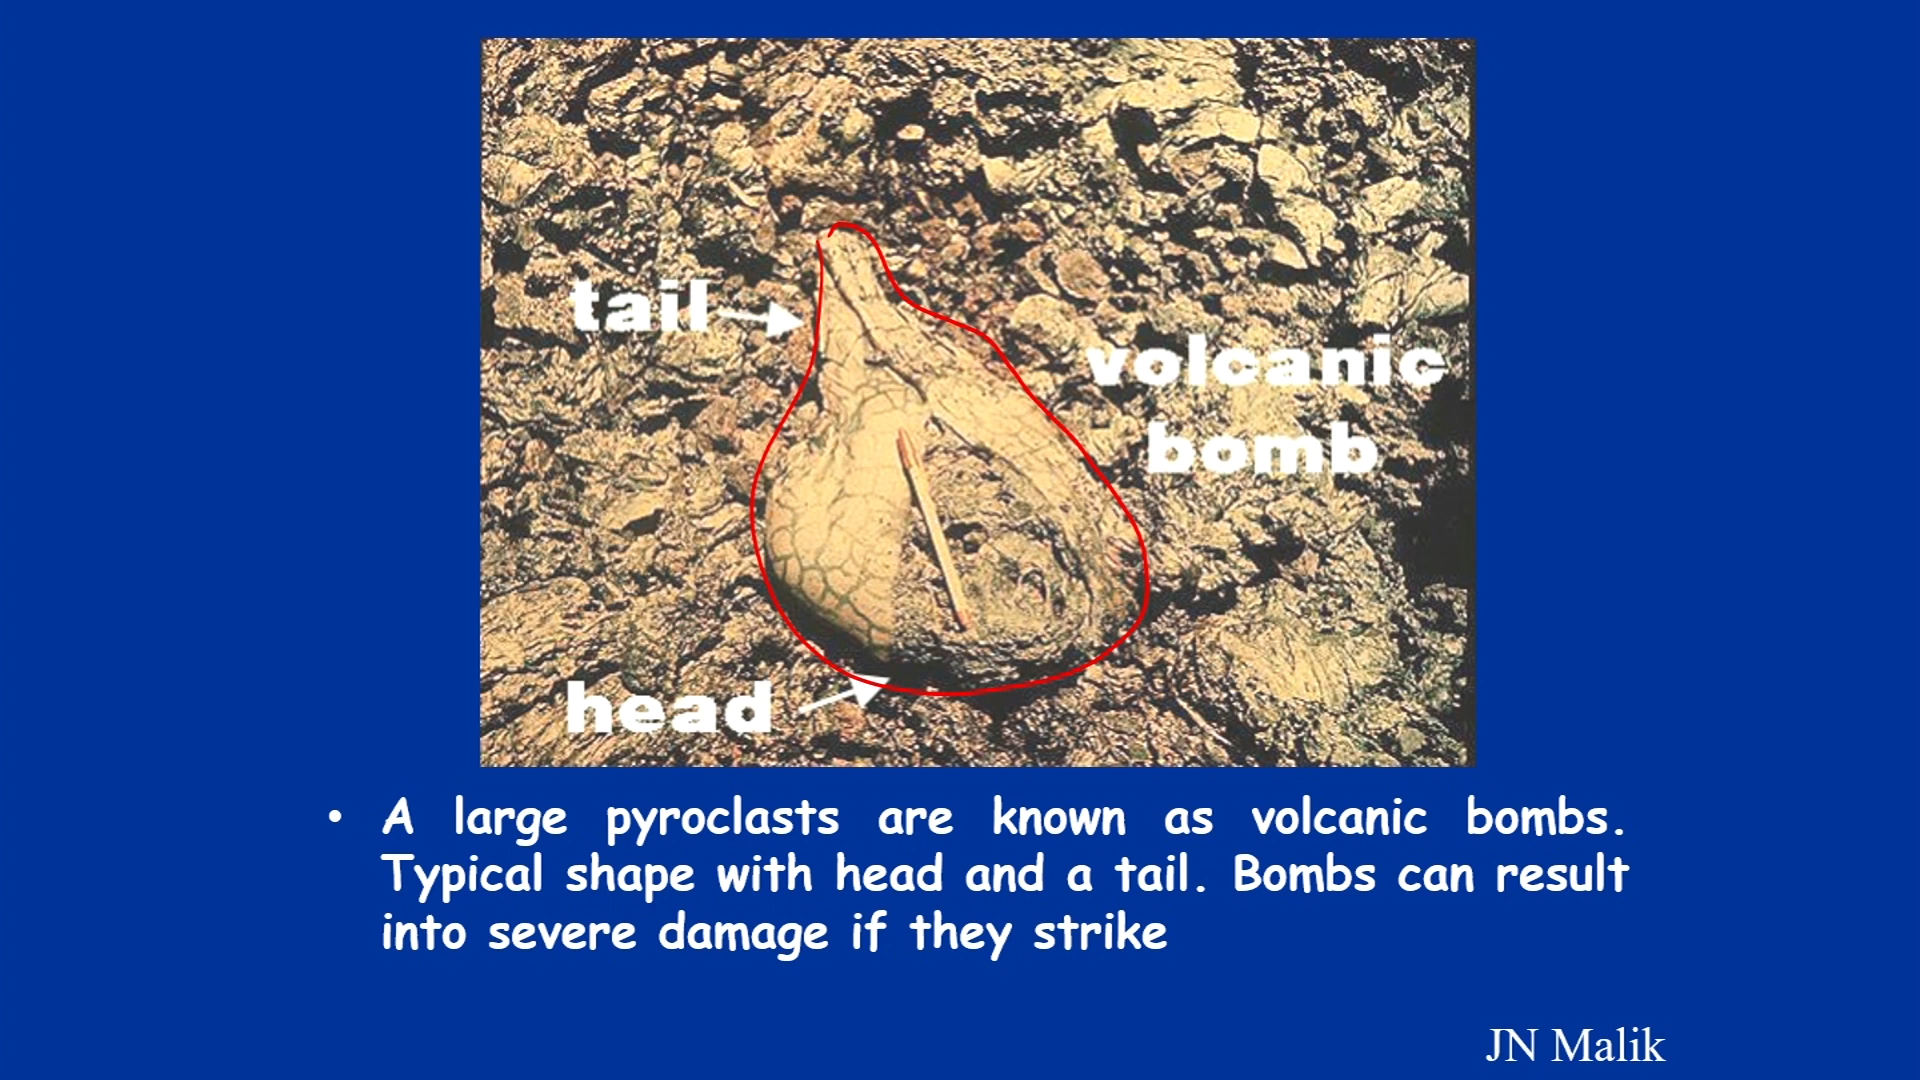 tail
volcanic
bomb
head
• A large pyroclasts are known as volcanic bombs.
Typical shape with head and a tail. Bombs can result
into severe damage if they strike
JN Malik